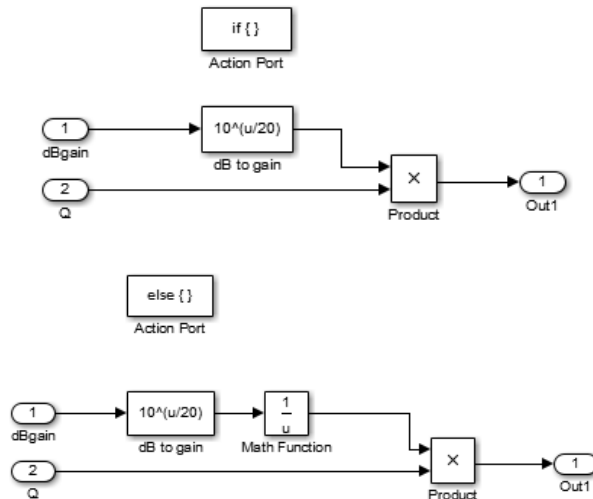 if { }
Action Port
1
dBgain
10^(u/20)
dB to gain
2
Q
×
Product
1
Out1
else { }
Action Port
1
dBgain
10^(u/20)
dB to gain
1
u
Math Function
2
Q
×
Product
1
Out1